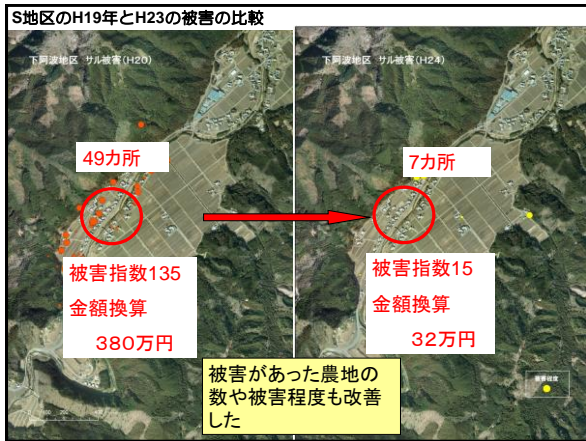 S地区のH19年とH23の被害の比較
下阿波地区 サル被害(H20)
下阿波地区 サル被害(H24)
49カ所
7カ所
被害指数135
金額換算
380万円
被害指数15
金額換算
32万円
被害があった農地の
数や被害程度も改善
した
被害程度